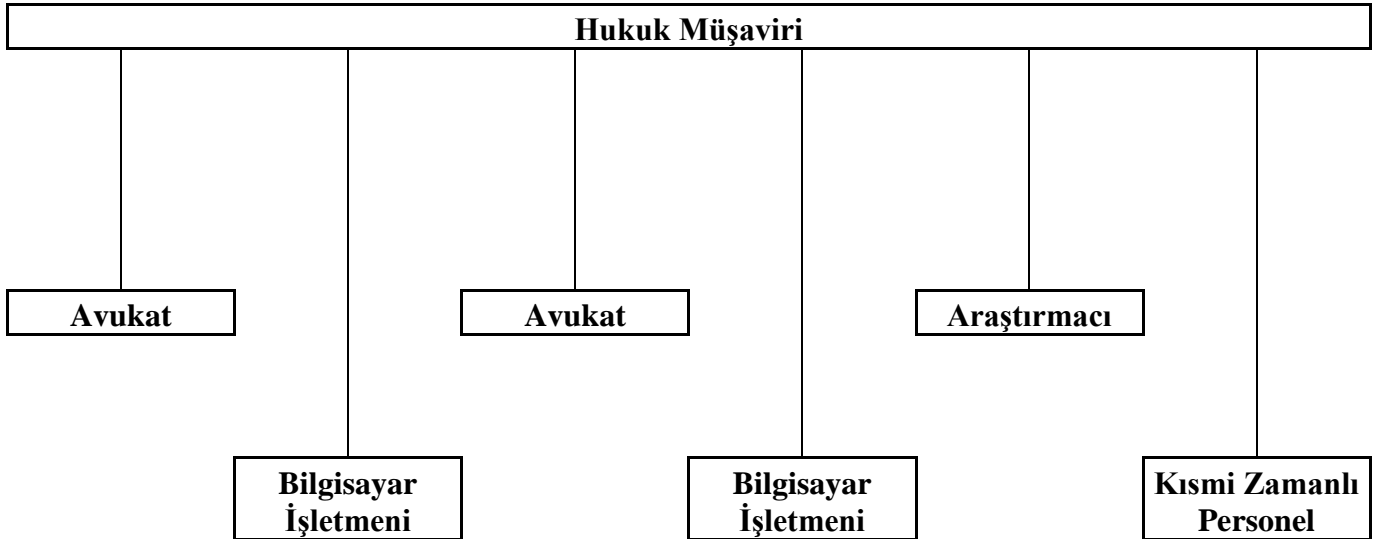 Hukuk Müşaviri
Avukat
Avukat
Araştırmacı
Bilgisayar
İşletmeni
Bilgisayar
İşletmeni
Kısmi Zamanlı
Personel